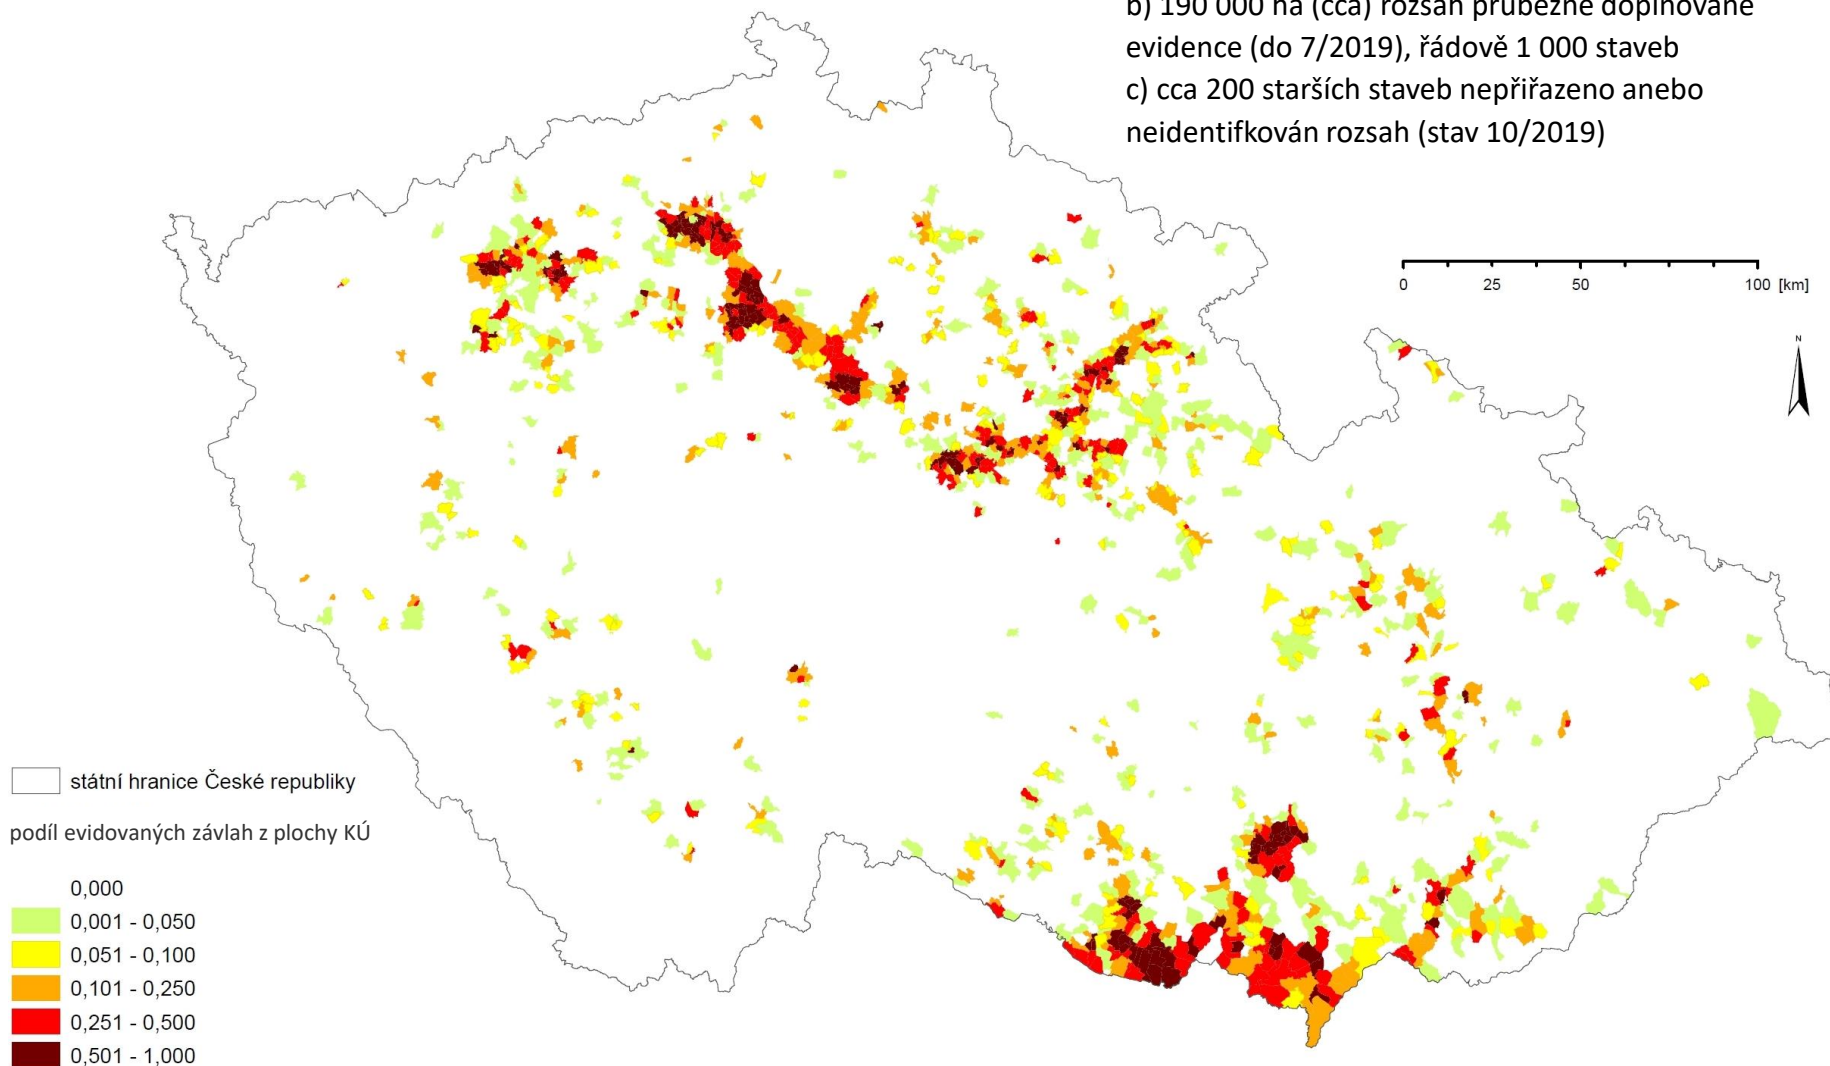 b) 190 000 ha (cca) rozsah průběžně doplňované
evidence (do 7/2019), řádově 1 000 staveb
c) cca 200 starších staveb nepřiřazeno anebo
neidentifkován rozsah (stav 10/2019)
0 25 50 100 [km]
N
státní hranice České republiky
podíl evidovaných závlah z plochy KÚ
0,000
0,001 - 0,050
0,051 - 0,100
0,101 - 0,250
0,251 - 0,500
0,501 - 1,000